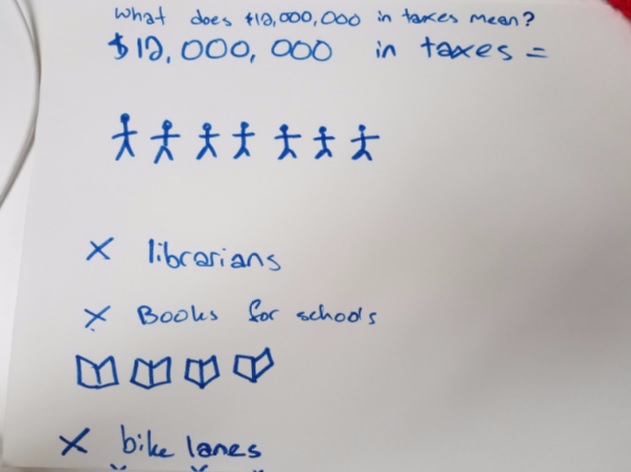 What does $12,000,000 in taxes mean?
$12,000,000 in taxes =
X librarians
X Books for schools
X bike lanes